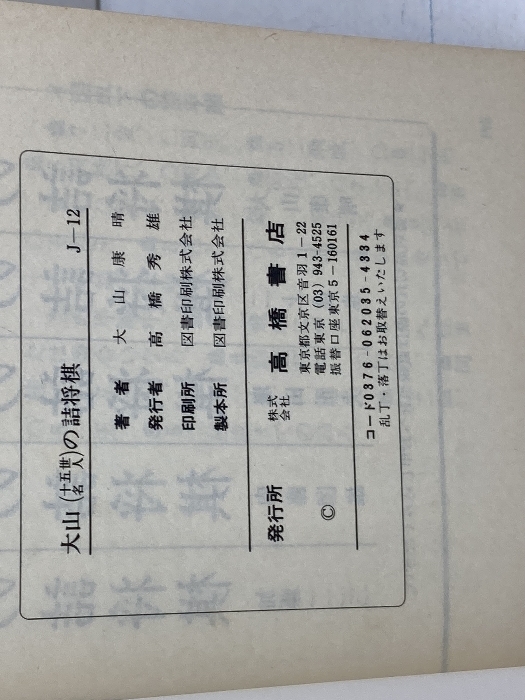 大山(十五世名人)の詰将棋 J—12
著者 大山康晴
発行者 高橋秀雄
印刷所 図書印刷株式会社
製本所 図書印刷株式会社
発行所 株式会社 高橋書店
© 東京都文京区音羽1－22
電話東京 (03) 943-4525
振替口座東京5－160161
コード0376-062035-4334
乱丁・落丁はお取替えいたします